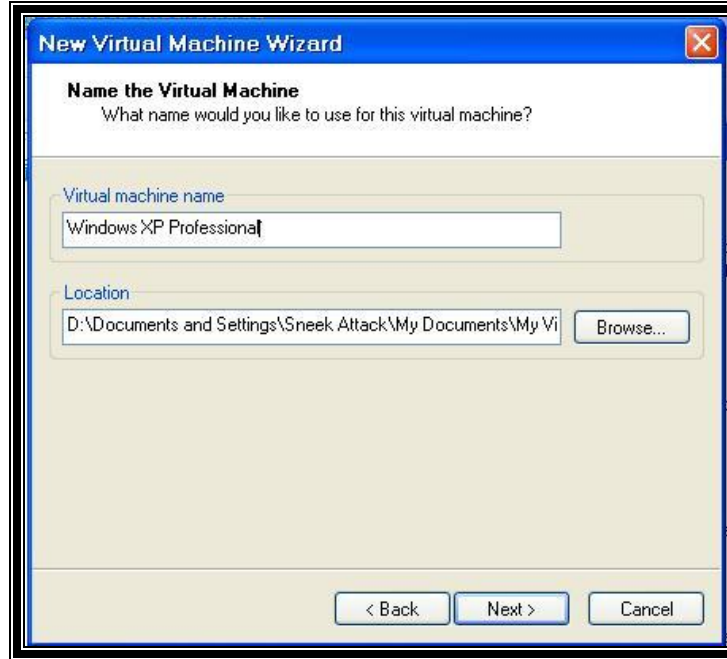 New Virtual Machine Wizard
Name the Virtual Machine
What name would you like to use for this virtual machine?
Virtual machine name
Windows XP Professional
Location
D:\Documents and Settings\Sneek Attack\My Documents\My Vi
Browse...
< Back
Next >
Cancel